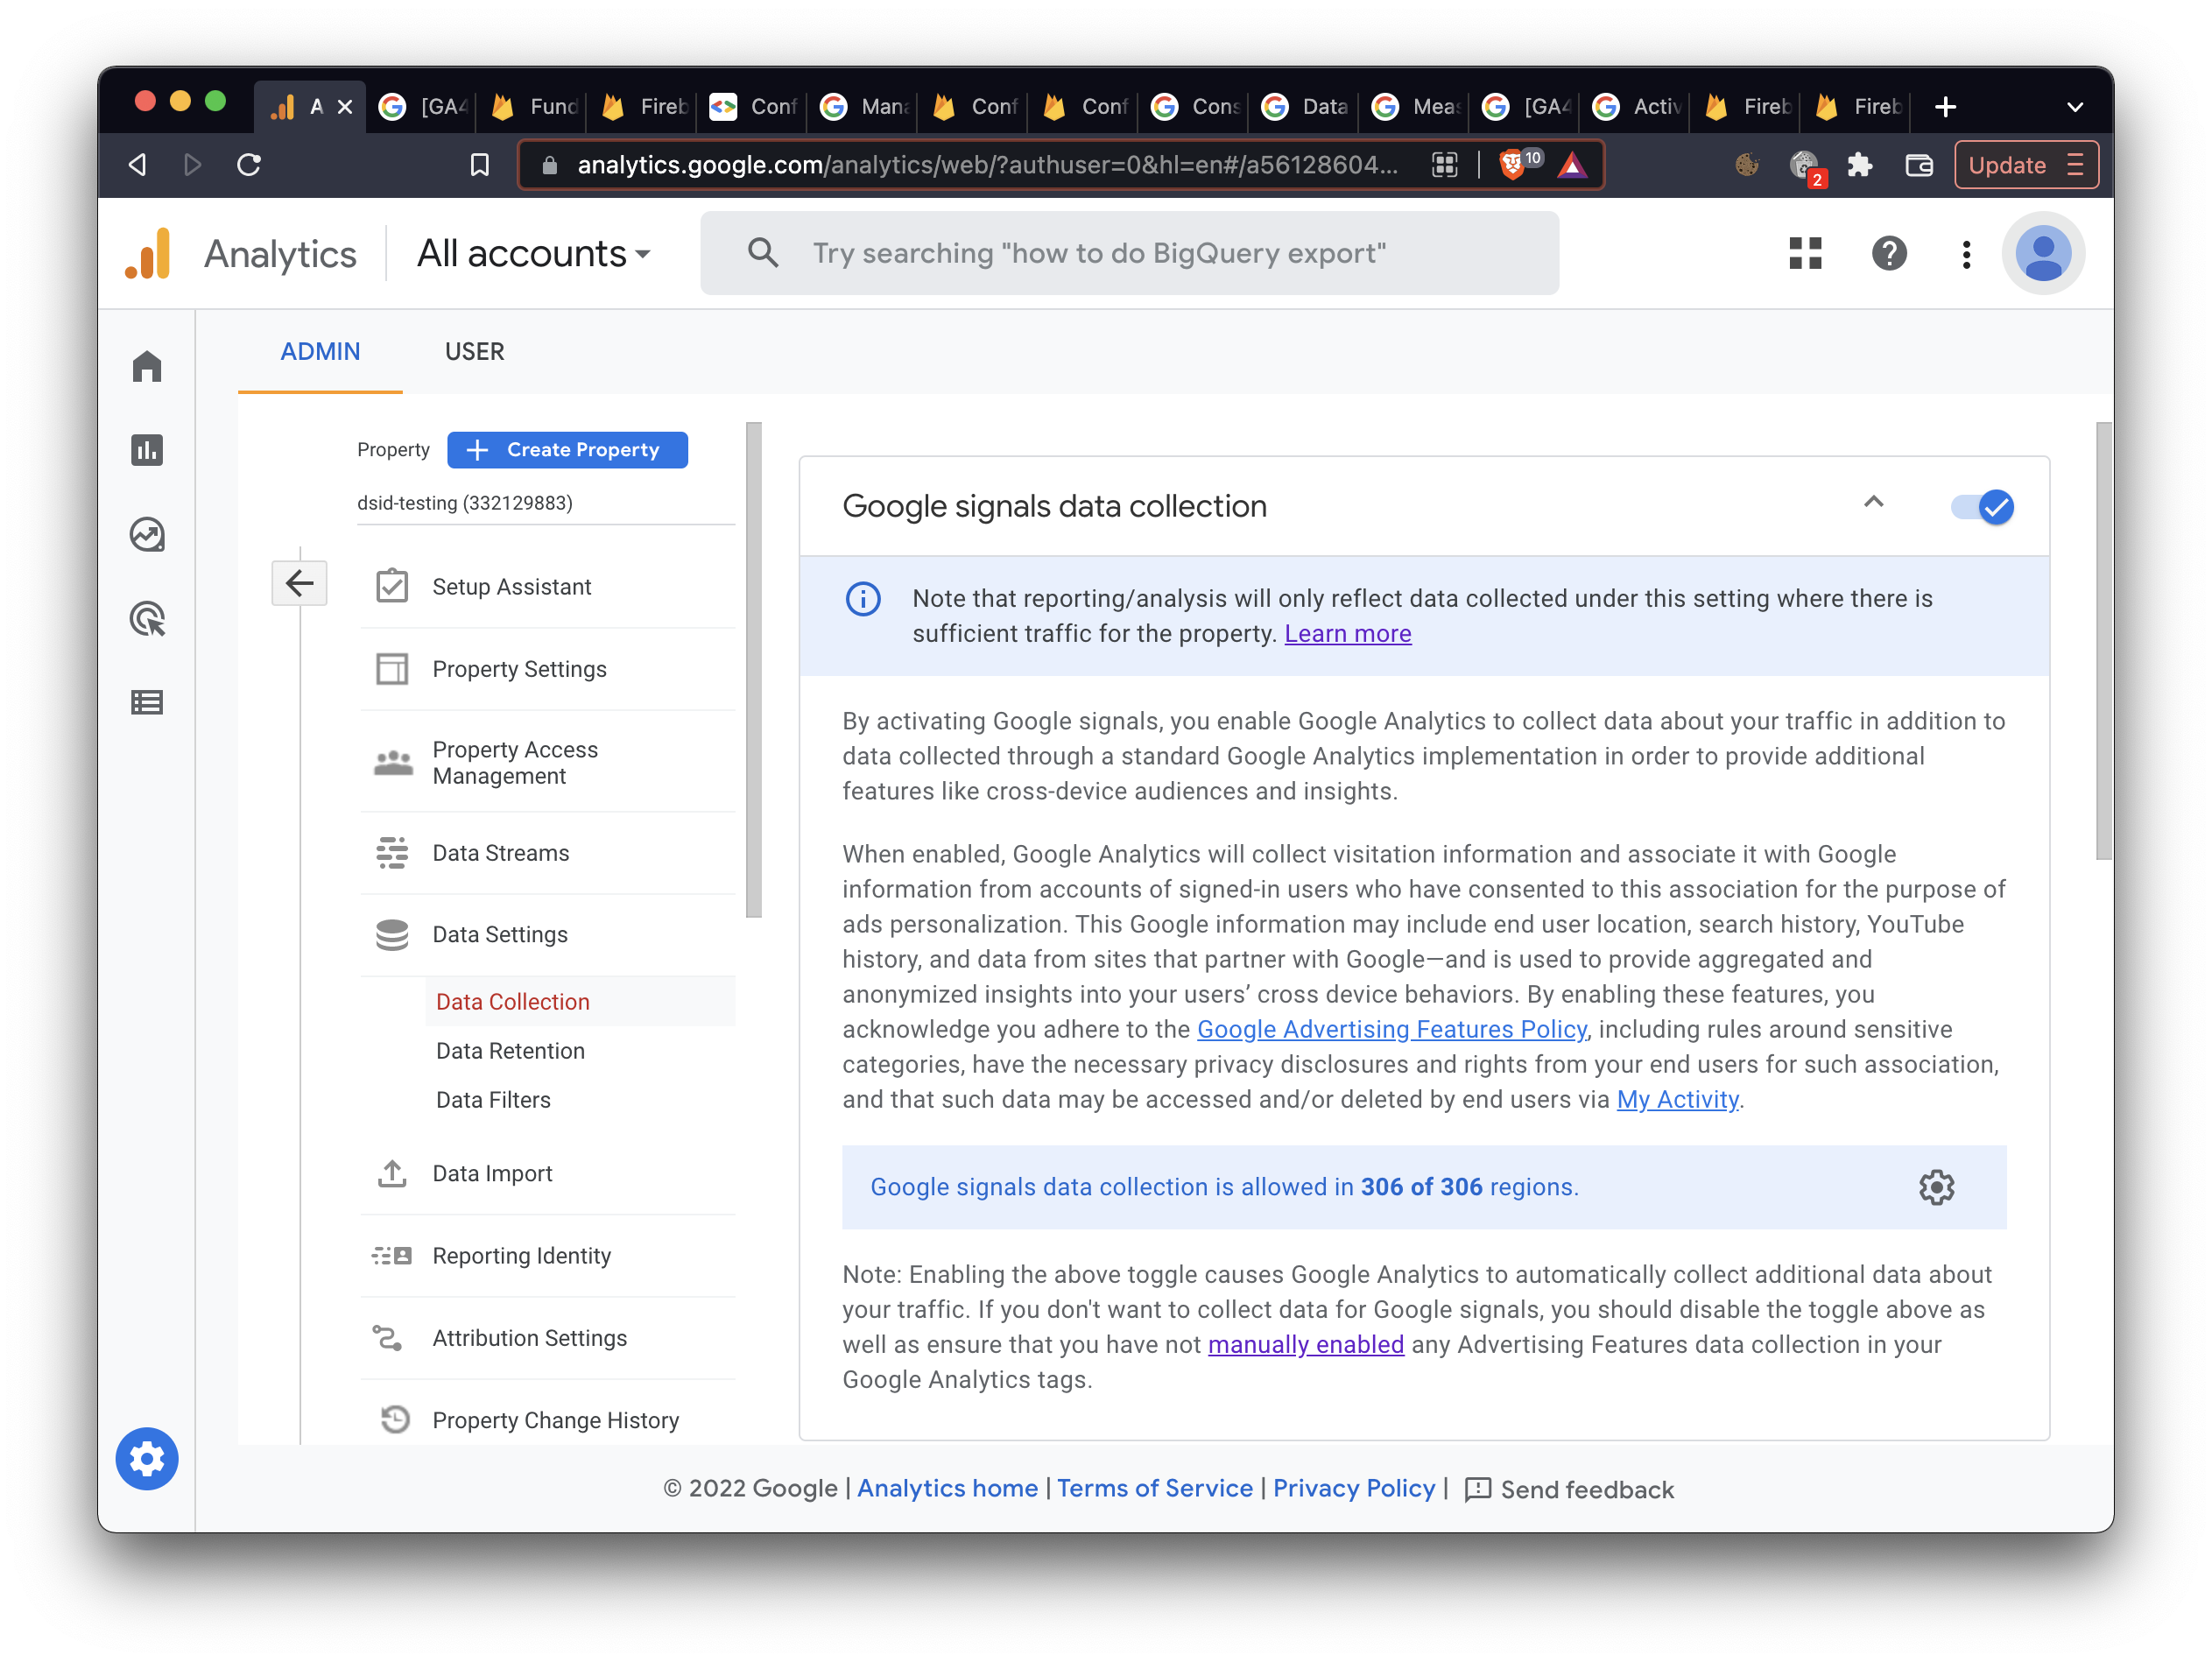 A
[GA4
Fund
Fireb
Conf
Mana
Conf
Conf
Cons
Data
Meas
[GA4
Activ
Fireb
Fireb
analytics.google.com/analytics/web/?authuser=0&hl=en#/a56128604...
10
2
Update
Analytics
All accounts
Try searching "how to do BigQuery export"
ADMIN
USER
Property
Create Property
dsid-testing (332129883)
Setup Assistant
Property Settings
Property Access
Management
Data Streams
Data Settings
Data Collection
Data Retention
Data Filters
Data Import
Reporting Identity
Attribution Settings
Property Change History
Google signals data collection
Note that reporting/analysis will only reflect data collected under this setting where there is
sufficient traffic for the property. Learn more
By activating Google signals, you enable Google Analytics to collect data about your traffic in addition to
data collected through a standard Google Analytics implementation in order to provide additional
features like cross-device audiences and insights.
When enabled, Google Analytics will collect visitation information and associate it with Google
information from accounts of signed-in users who have consented to this association for the purpose of
ads personalization. This Google information may include end user location, search history, YouTube
history, and data from sites that partner with Google—and is used to provide aggregated and
anonymized insights into your users’ cross device behaviors. By enabling these features, you
acknowledge you adhere to the Google Advertising Features Policy, including rules around sensitive
categories, have the necessary privacy disclosures and rights from your end users for such association,
and that such data may be accessed and/or deleted by end users via My Activity.
Google signals data collection is allowed in 306 of 306 regions.
Note: Enabling the above toggle causes Google Analytics to automatically collect additional data about
your traffic. If you don't want to collect data for Google signals, you should disable the toggle above as
well as ensure that you have not manually enabled any Advertising Features data collection in your
Google Analytics tags.
© 2022 Google | Analytics home | Terms of Service | Privacy Policy | Send feedback